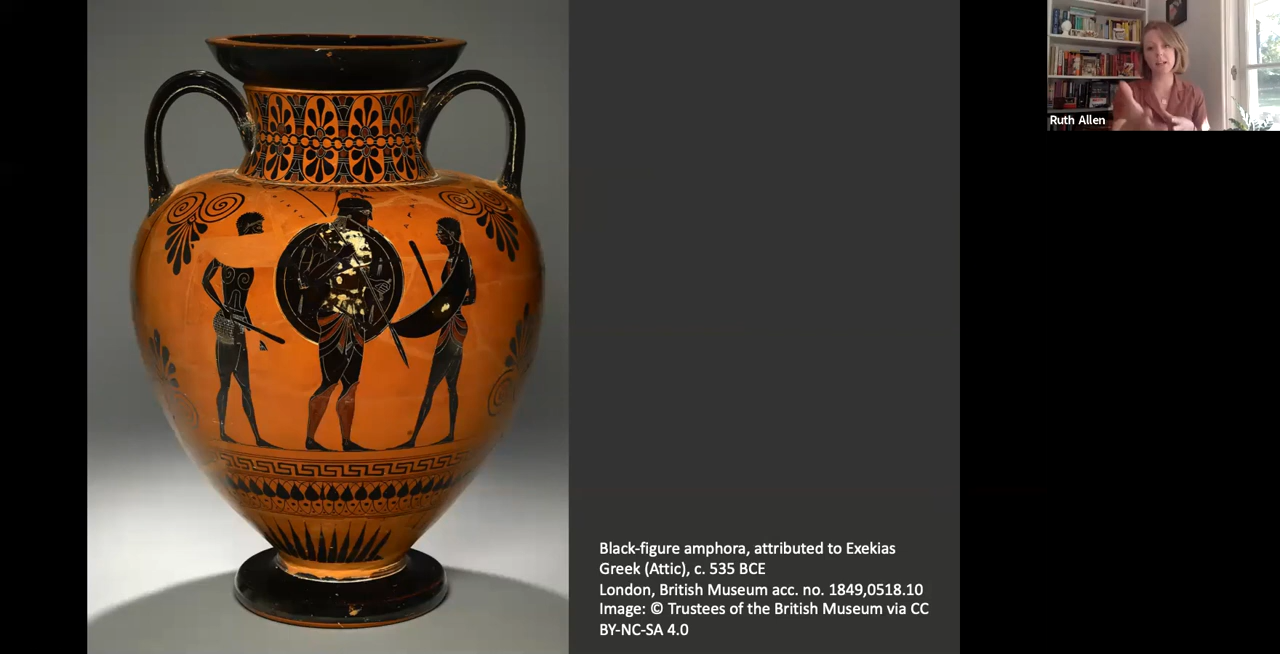 Ruth Allen
Black-figure amphora, attributed to Exekias
Greek (Attic), c. 535 BCE
London, British Museum acc. no. 1849,0518.10
Image: © Trustees of the British Museum via CC
BY-NC-SA 4.0